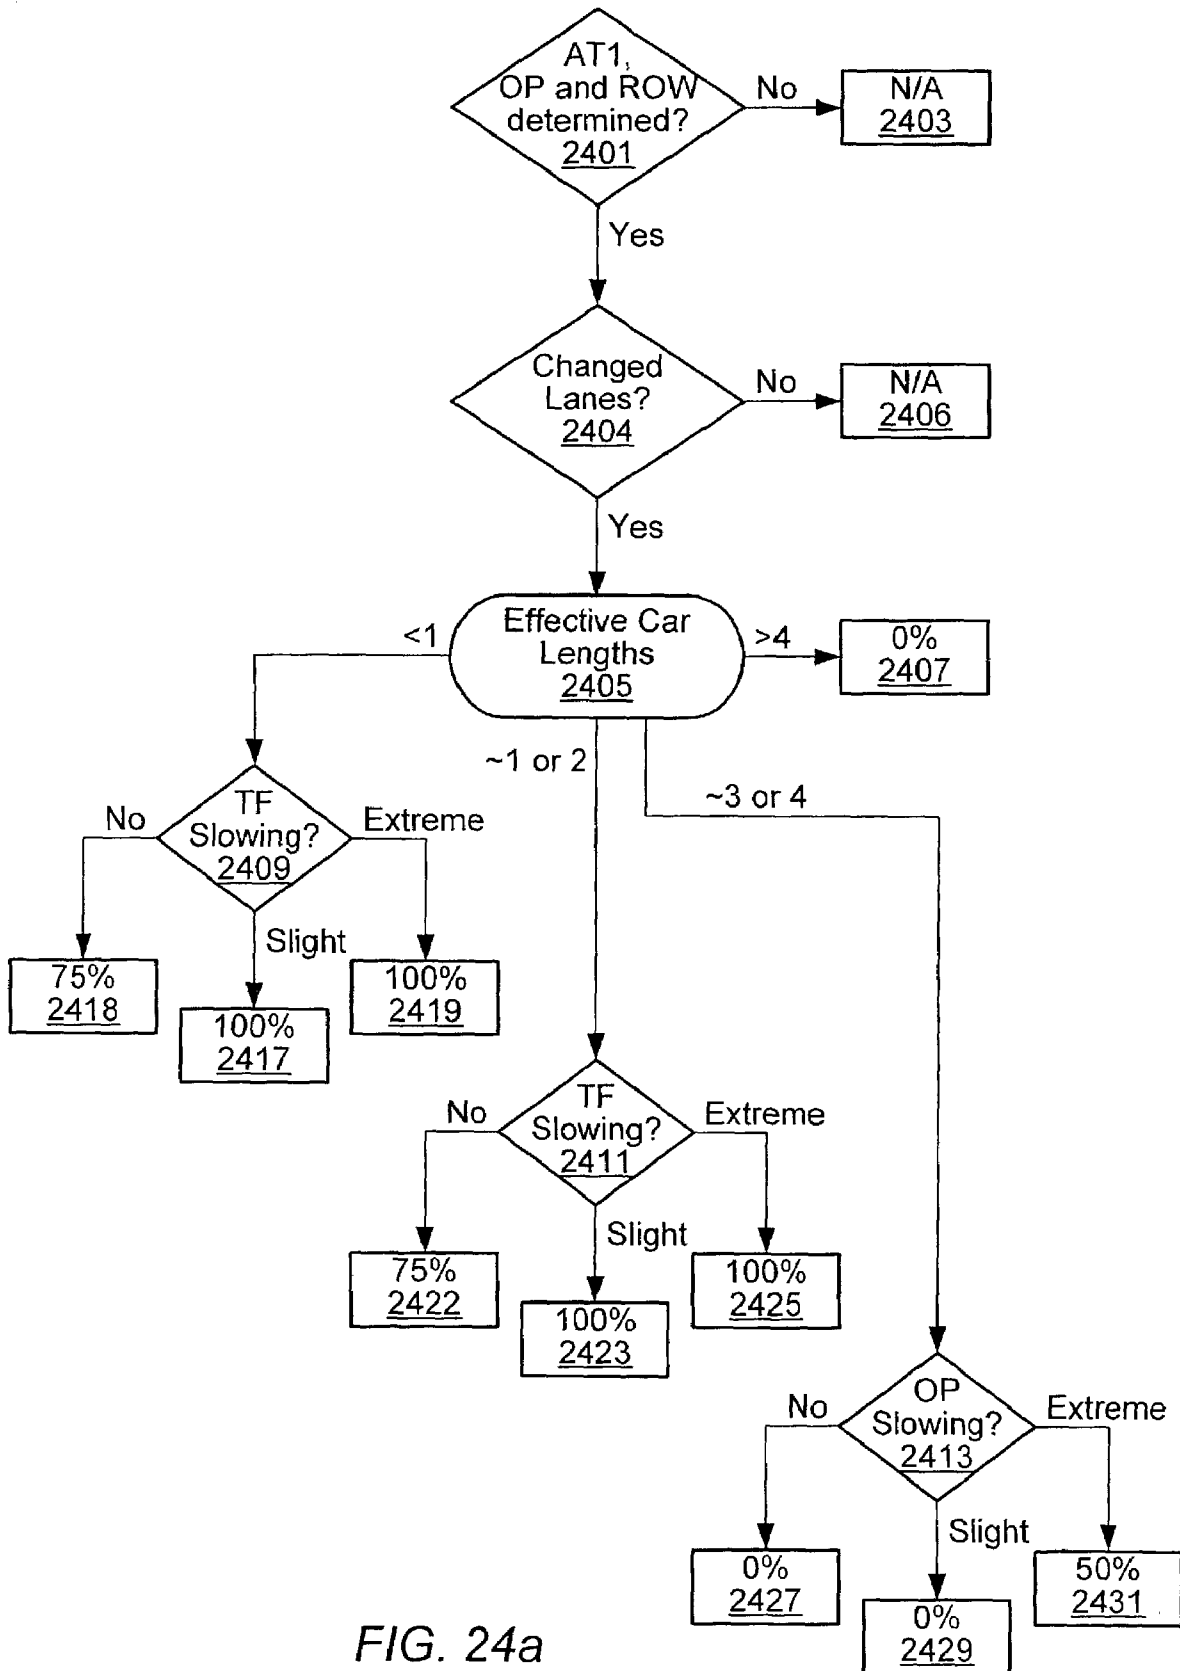 AT1,
OP and ROW
determined?
2401
No
N/A
2403
Yes
Changed
Lanes?
2404
No
N/A
2406
Yes
Effective Car
Lengths
2405
<1
>4
0%
2407
~1 or 2
~3 or 4
TF
Slowing?
2409
No
Extreme
Slight
75%
2418
100%
2417
100%
2419
TF
Slowing?
2411
No
Extreme
Slight
75%
2422
100%
2423
100%
2425
OP
Slowing?
2413
No
Extreme
Slight
0%
2427
0%
2429
50%
2431
FIG. 24a